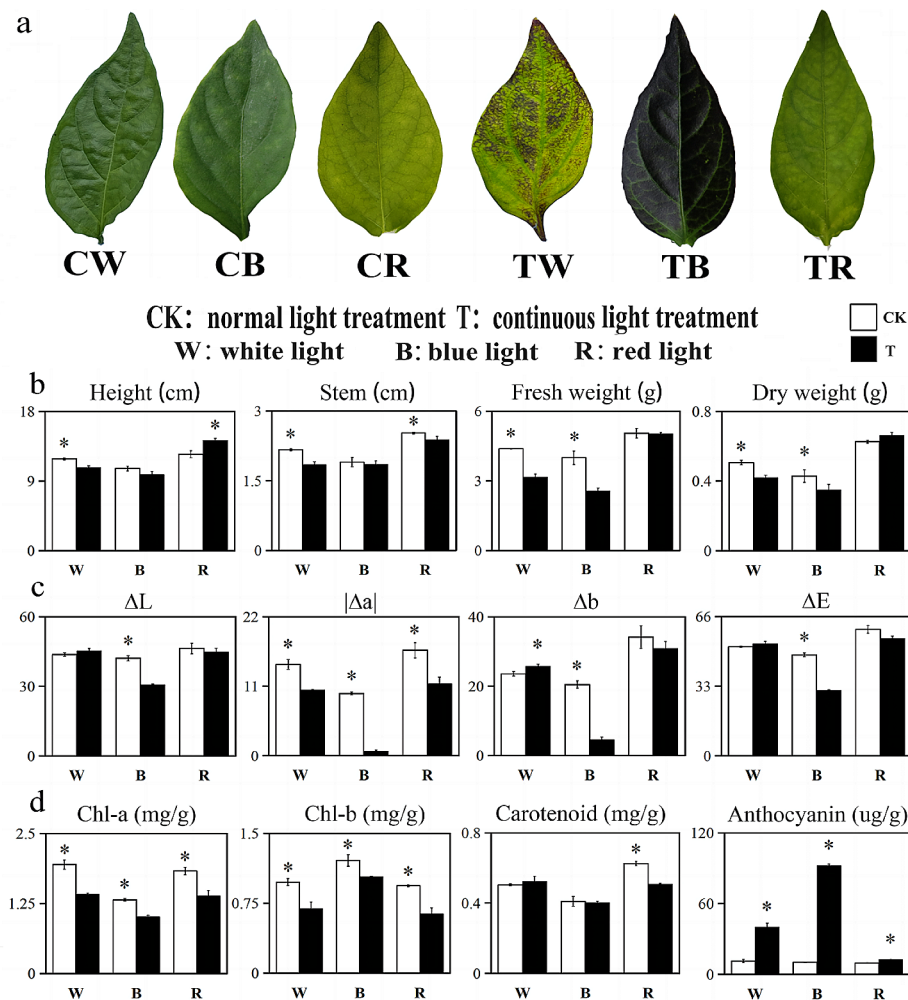 a
CW CB CR TW TB TR
CK: normal light treatment T: continuous light treatment
W: white light B: blue light R: red light
CK
T
b
Height (cm) Stem (cm) Fresh weight (g) Dry weight (g)
18 3 6 0.8
* * * * * * * *
9 1.5 3 0.4
0 0 0 0
W B R W B R W B R W B R
c
ΔL |Δa| Δb ΔE
60 22 40 66
* * * * * * *
30 11 20 33
0 0 0 0
W B R W B R W B R W B R
d
Chl-a (mg/g) Chl-b (mg/g) Carotenoid (mg/g) Anthocyanin (ug/g)
2.5 1.5 0.8 120
* * * * * * * * * *
1.25 0.75 0.4 60
0 0 0 0
W B R W B R W B R W B R